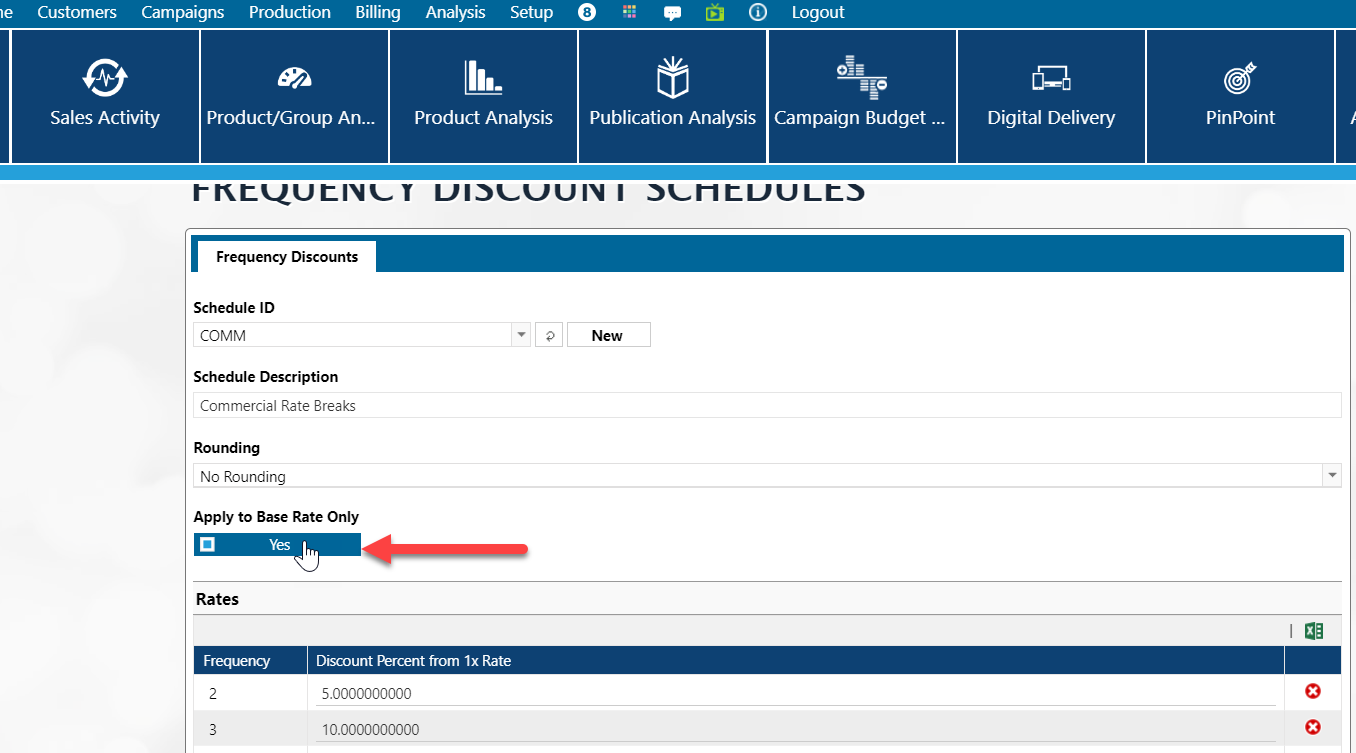 ne Customers Campaigns Production Billing Analysis Setup 8 Logout
Sales Activity Product/Group An... Product Analysis Publication Analysis Campaign Budget ... Digital Delivery PinPoint A
FREQUENCY DISCOUNT SCHEDULES
Frequency Discounts
Schedule ID
COMM New
Schedule Description
Commercial Rate Breaks
Rounding
No Rounding
Apply to Base Rate Only
Yes
Rates
|
Frequency Discount Percent from 1x Rate
2 5.0000000000
3 10.0000000000